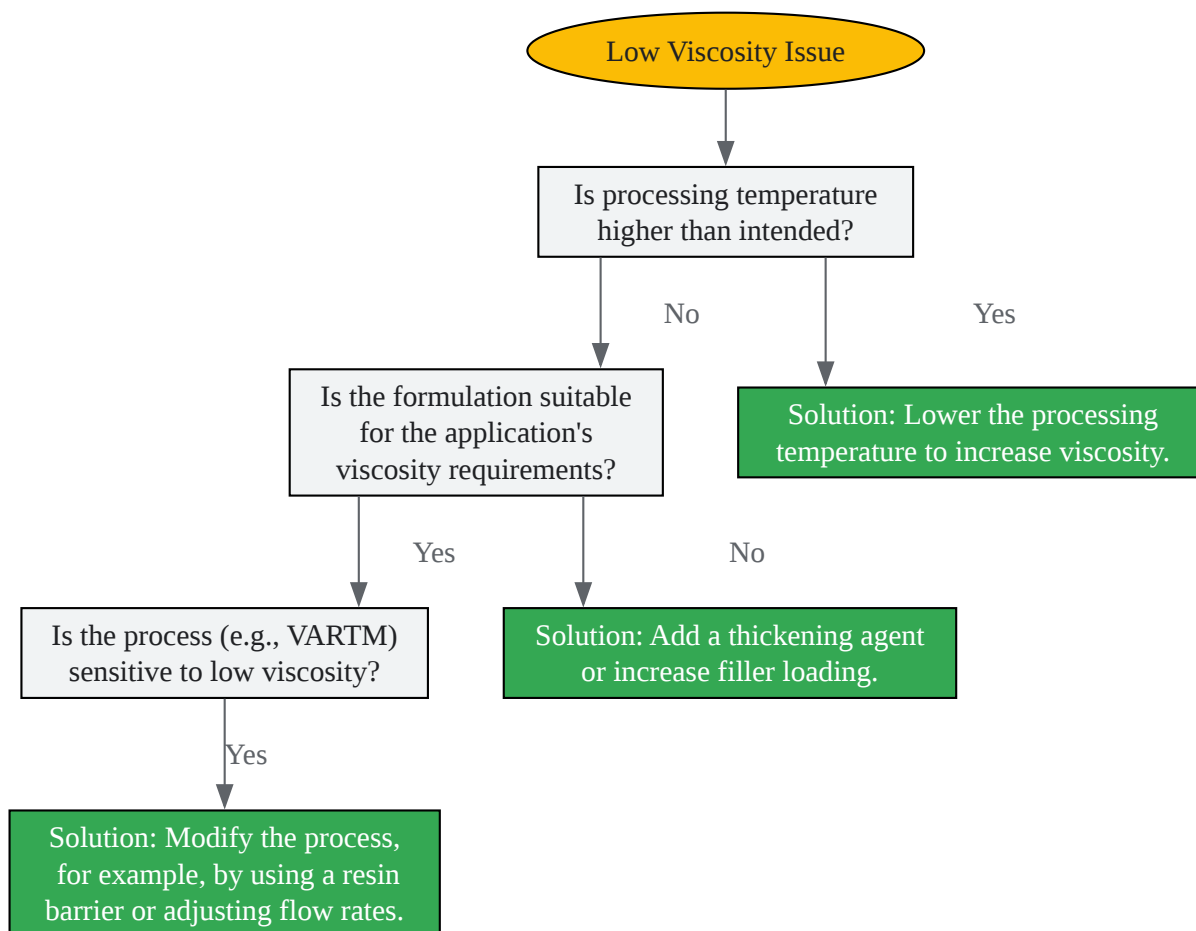 Low Viscosity Issue
Is processing temperature
higher than intended?
No
Yes
Is the formulation suitable
for the application's
viscosity requirements?
Solution: Lower the processing
temperature to increase viscosity.
Yes
No
Is the process (e.g., VARTM)
sensitive to low viscosity?
Solution: Add a thickening agent
or increase filler loading.
Yes
Solution: Modify the process,
for example, by using a resin
barrier or adjusting flow rates.